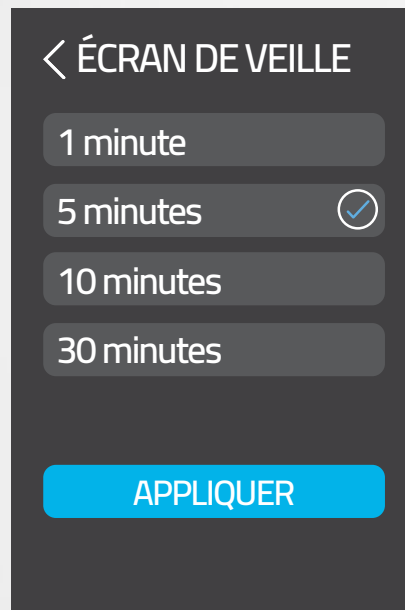 ÉCRAN DE VEILLE
1 minute
5 minutes
10 minutes
30 minutes
APPLIQUER